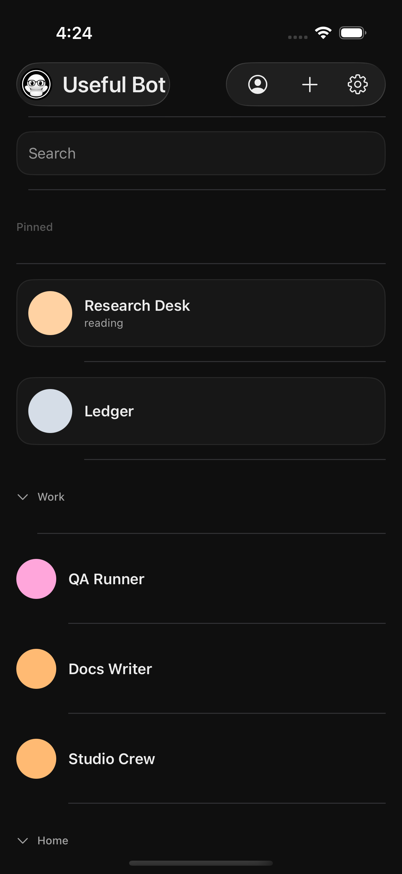 4:24
Useful Bot
Search
Pinned
Research Desk
reading
Ledger
Work
QA Runner
Docs Writer
Studio Crew
Home